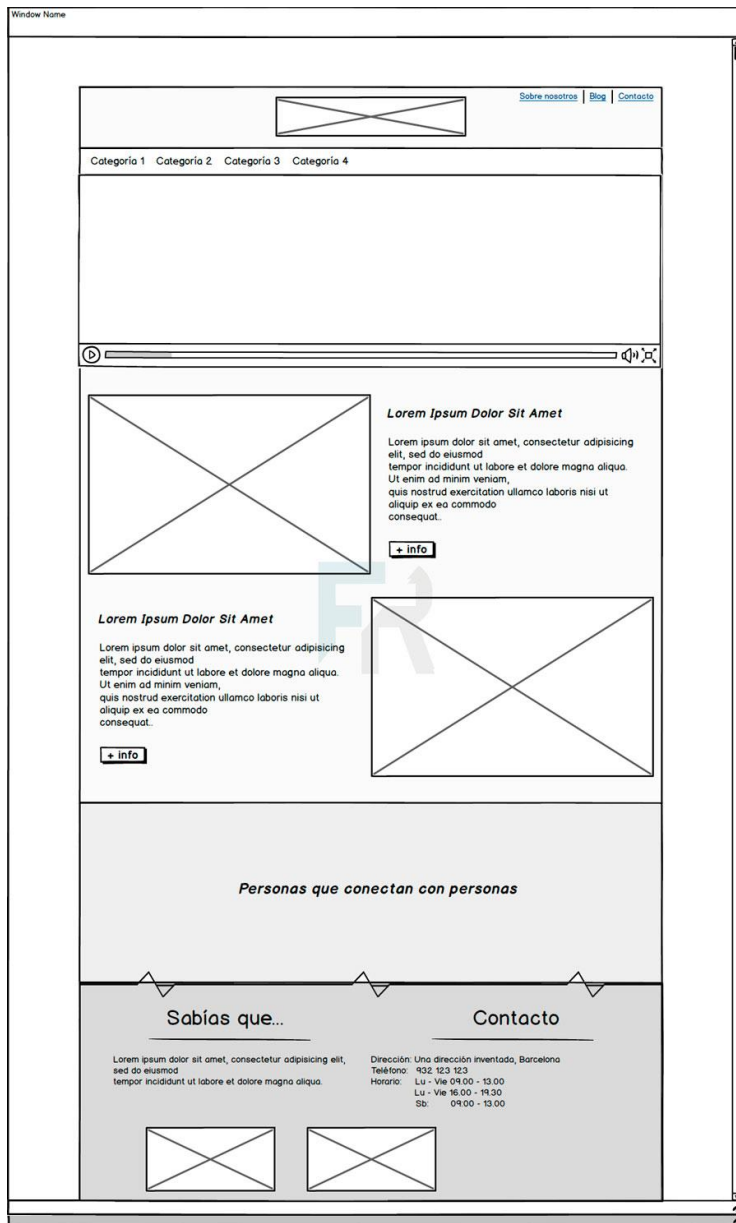 Window Name
Sobre nosotros Blog Contacto
Categoría 1 Categoría 2 Categoría 3 Categoría 4
Lorem Ipsum Dolor Sit Amet
Lorem ipsum dolor sit amet, consectetur adipisicing
elit, sed do eiusmod
tempor incididunt ut labore et dolore magna aliqua.
Ut enim ad minim veniam,
quis nostrud exercitation ullamco laboris nisi ut
aliquip ex ea commodo
consequat..
+ info
FR
Lorem Ipsum Dolor Sit Amet
Lorem ipsum dolor sit amet, consectetur adipisicing
elit, sed do eiusmod
tempor incididunt ut labore et dolore magna aliqua.
Ut enim ad minim veniam,
quis nostrud exercitation ullamco laboris nisi ut
aliquip ex ea commodo
consequat..
+ info
Personas que conectan con personas
Sabías que...
Lorem ipsum dolor sit amet, consectetur adipisicing elit,
sed do eiusmod
tempor incididunt ut labore et dolore magna aliqua.
Contacto
Dirección: Una dirección inventada, Barcelona
Teléfono: 932 123 123
Horario: Lu - Vie 09.00 - 13.00
Lu - Vie 16.00 - 19.30
Sb: 09:00 - 13.00